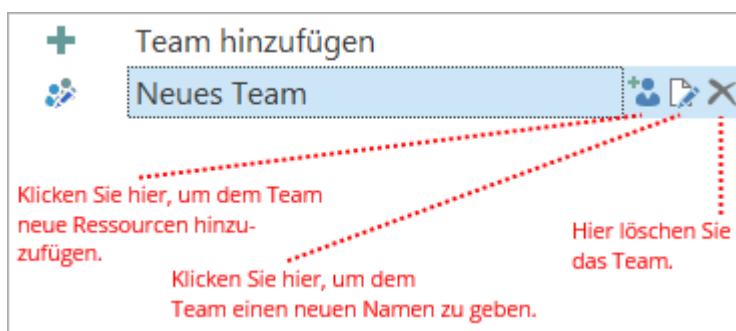 Team hinzufügen
Neues Team
Klicken Sie hier, um dem Team
neue Ressourcen hinzu-
zufügen.
Klicken Sie hier, um dem
Team einen neuen Namen zu geben.
Hier löschen Sie
das Team.